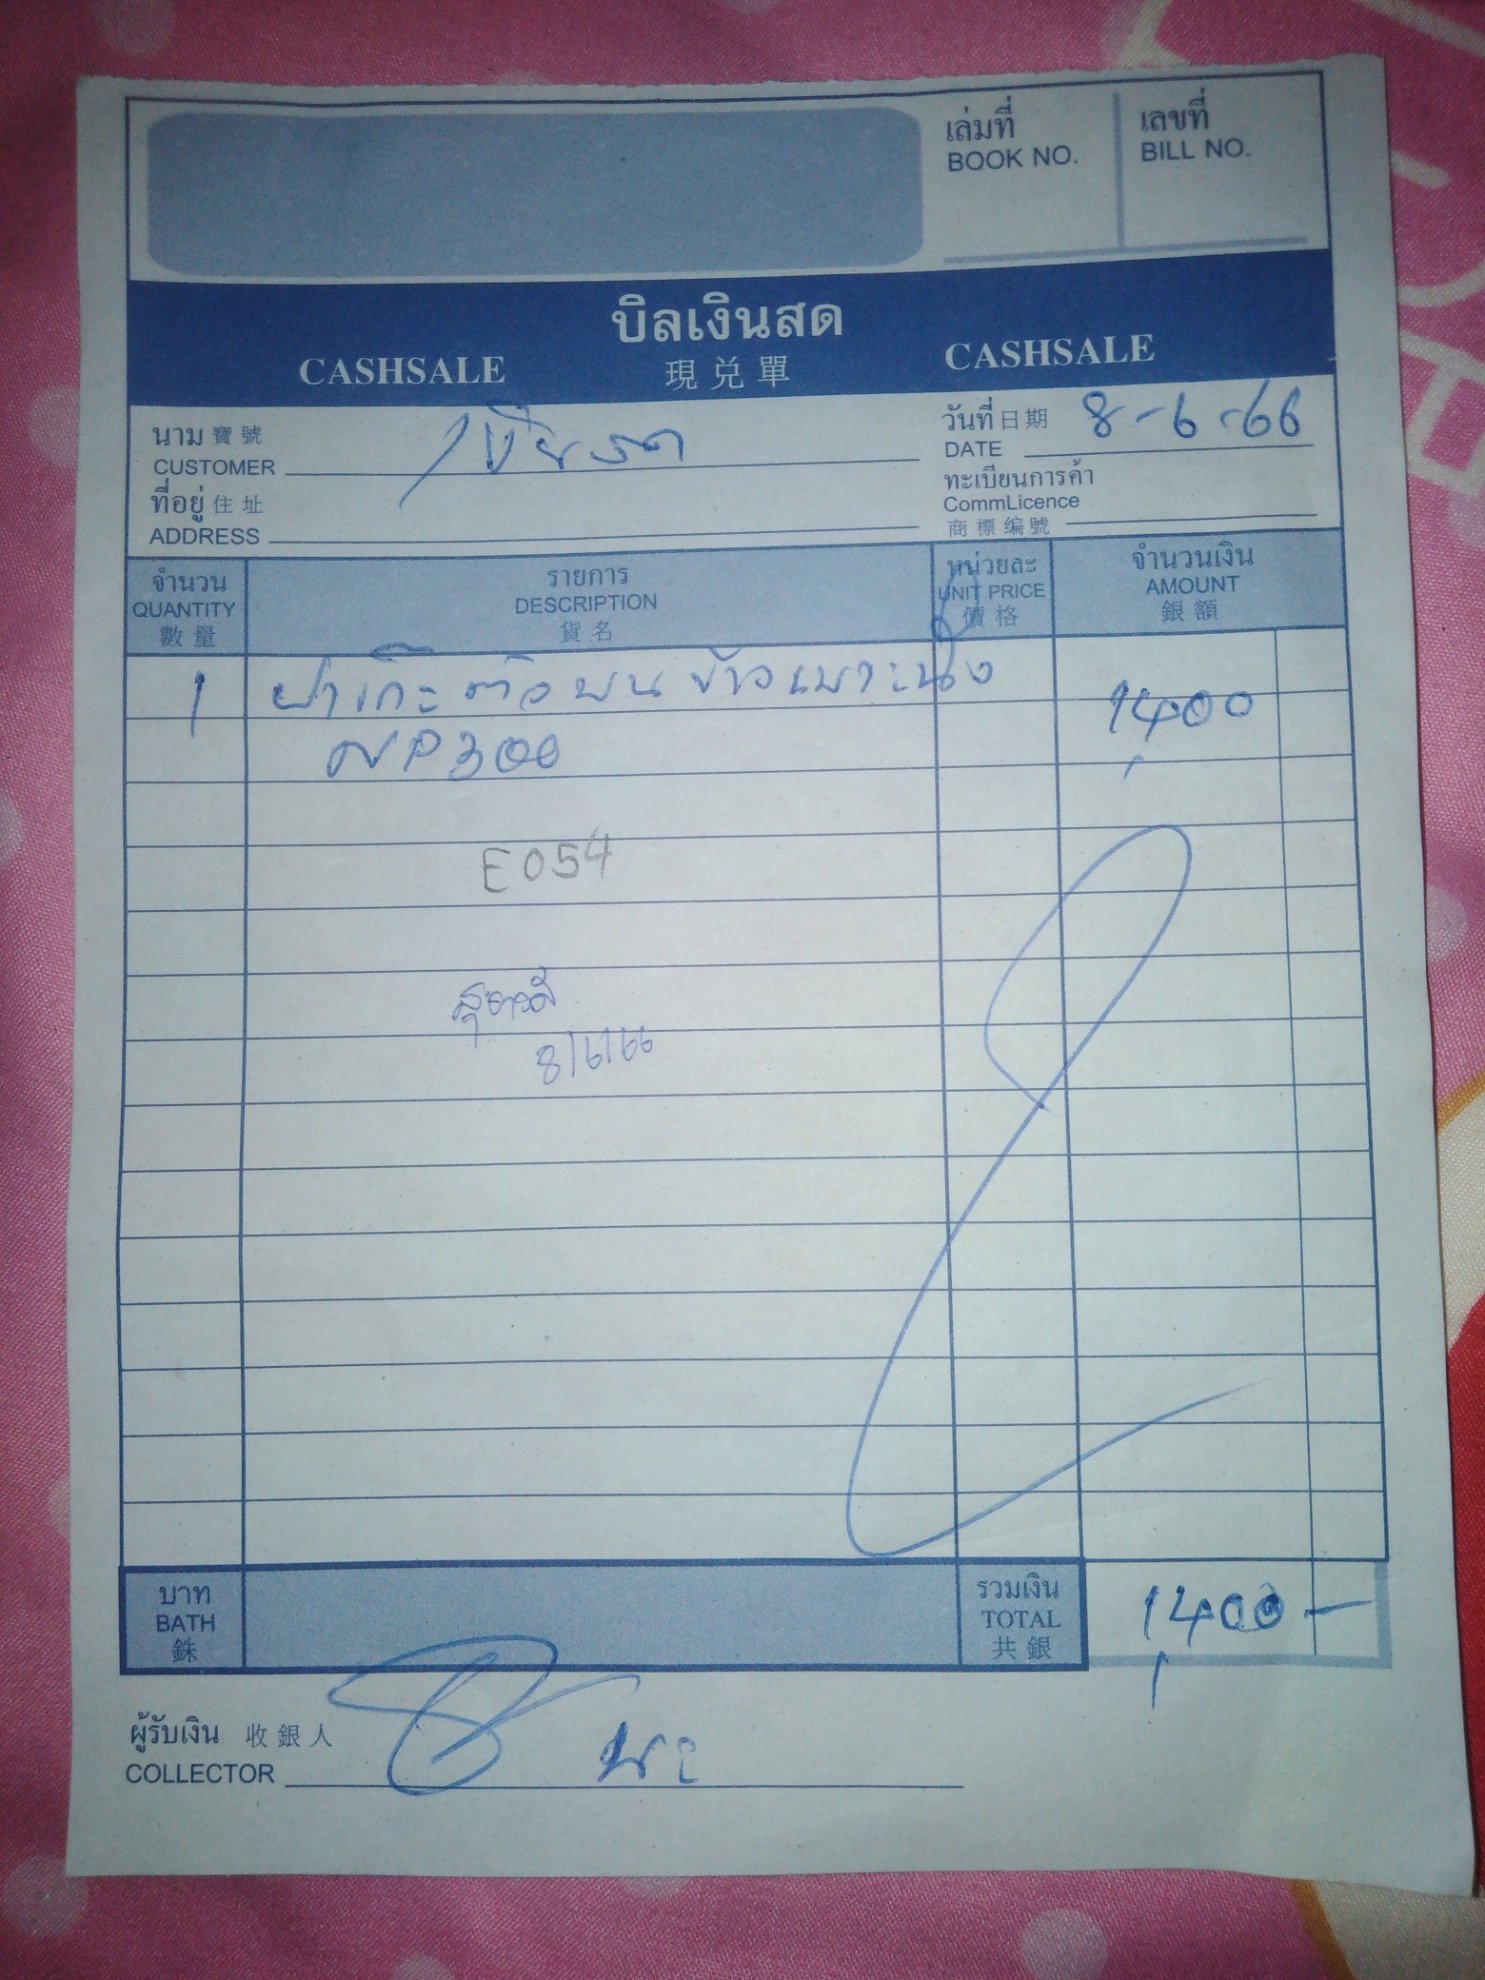 เล่มที่ เลขที่
BOOK NO. BILL NO.
บิลเงินสด
CASHSALE 現兑單 CASHSALE
นาม 寶號 วันที่ 日期 8-6-66
CUSTOMER DATE
ที่อยู่ 住址 ทะเบียนการค้า
ADDRESS CommLicence
商標编號
จำนวน รายการ หน่วยละ จำนวนเงิน
QUANTITY DESCRIPTION UNIT PRICE AMOUNT
數量 貨名 價格 銀額
1 1,400
NP300
E054
8/6/66
บาท รวมเงิน
BATH TOTAL 1,400 -
銖 共銀
ผู้รับเงิน 收銀人
COLLECTOR